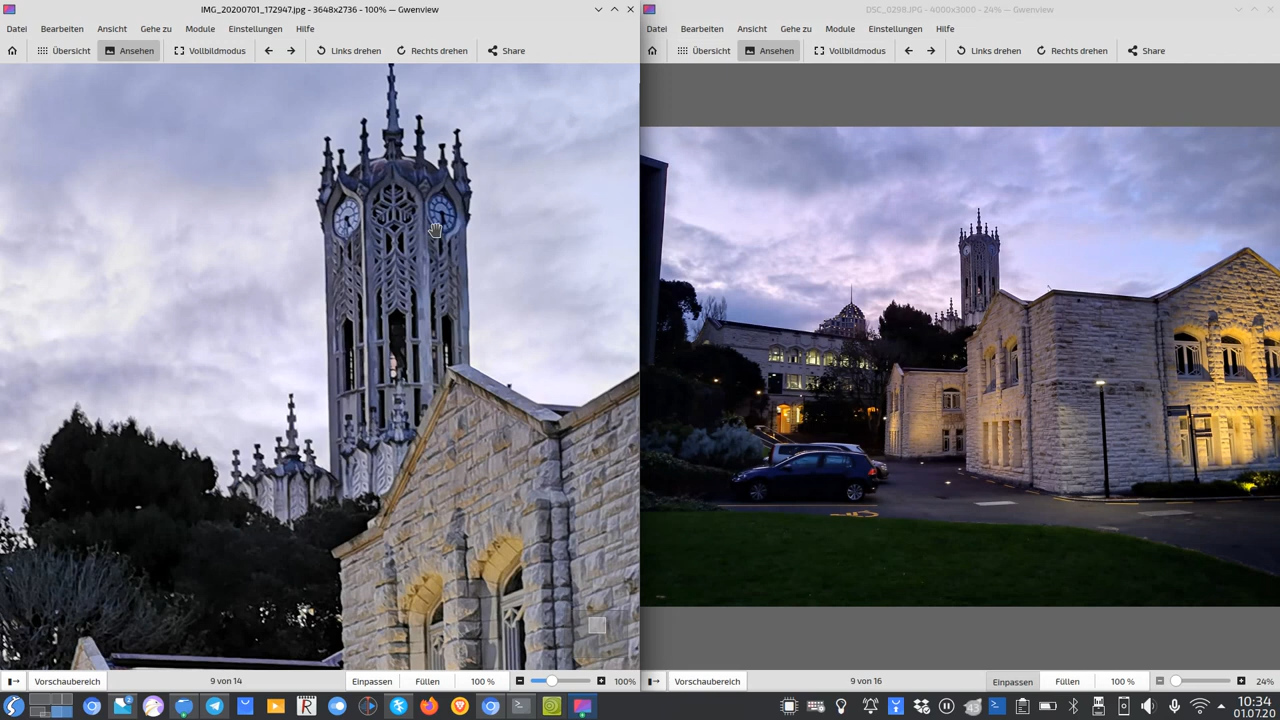 IMG_20200701_172947.jpg - 3648x2736 - 100% — Gwenview
Datei Bearbeiten Ansicht Gehe zu Module Einstellungen Hilfe
Übersicht Ansehen Vollbildmodus Links drehen Rechts drehen Share
Vorschaubereich 9 von 14 Einpassen Füllen 100 % 100%
DSC_0298.JPG - 4000x3000 - 24% — Gwenview
Datei Bearbeiten Ansicht Gehe zu Module Einstellungen Hilfe
Übersicht Ansehen Vollbildmodus Links drehen Rechts drehen Share
Vorschaubereich 9 von 16 Einpassen Füllen 100 % 24%
10:34
01.07.20